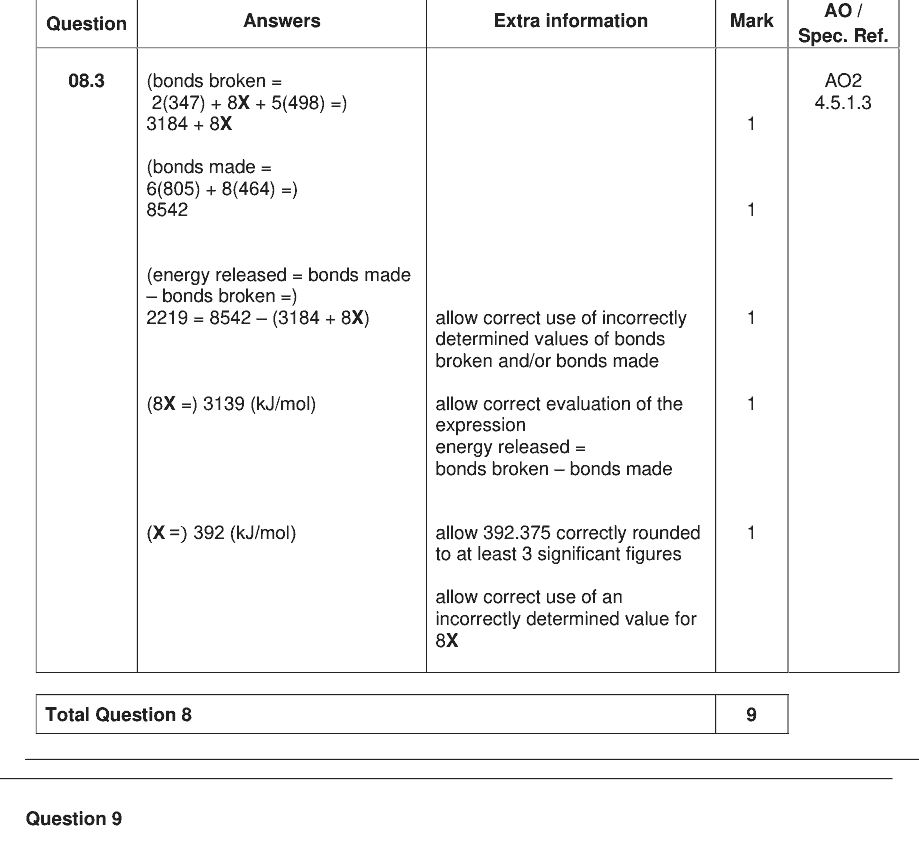 Question
Answers
Extra information
Mark
AO /
Spec. Ref.
08.3
(bonds broken =
2(347) + 8X + 5(498) =)
3184 + 8X
1
AO2
4.5.1.3
(bonds made =
6(805) + 8(464) =)
8542
1
(energy released = bonds made
– bonds broken =)
2219 = 8542 – (3184 + 8X)
allow correct use of incorrectly
determined values of bonds
broken and/or bonds made
1
(8X =) 3139 (kJ/mol)
allow correct evaluation of the
expression
energy released =
bonds broken – bonds made
1
(X =) 392 (kJ/mol)
allow 392.375 correctly rounded
to at least 3 significant figures
allow correct use of an
incorrectly determined value for
8X
1
Total Question 8
9
Question 9